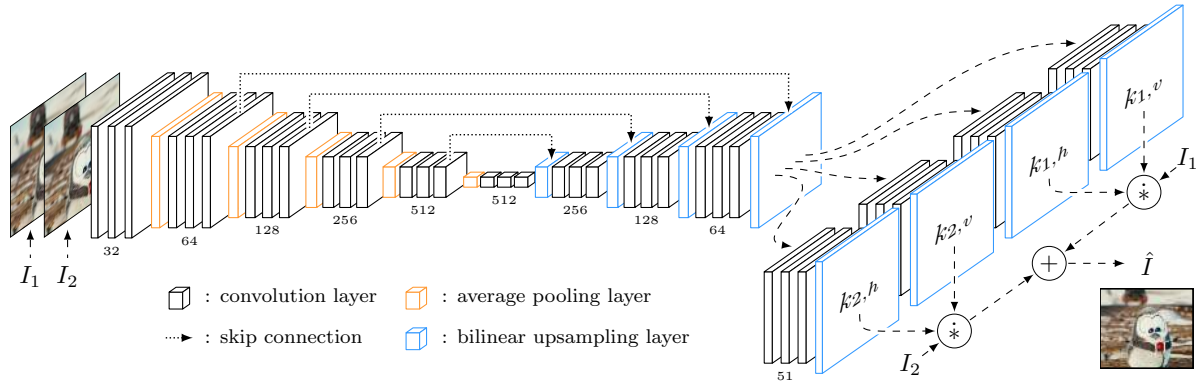 k₁,ᵥ
I₁
k₁,ₕ
k₂,ᵥ
k₂,ₕ
32
64
128
256
512
512
256
128
64
I₁ I₂
+
Î
*
*
I₂
51
: convolution layer
: average pooling layer
: skip connection
: bilinear upsampling layer